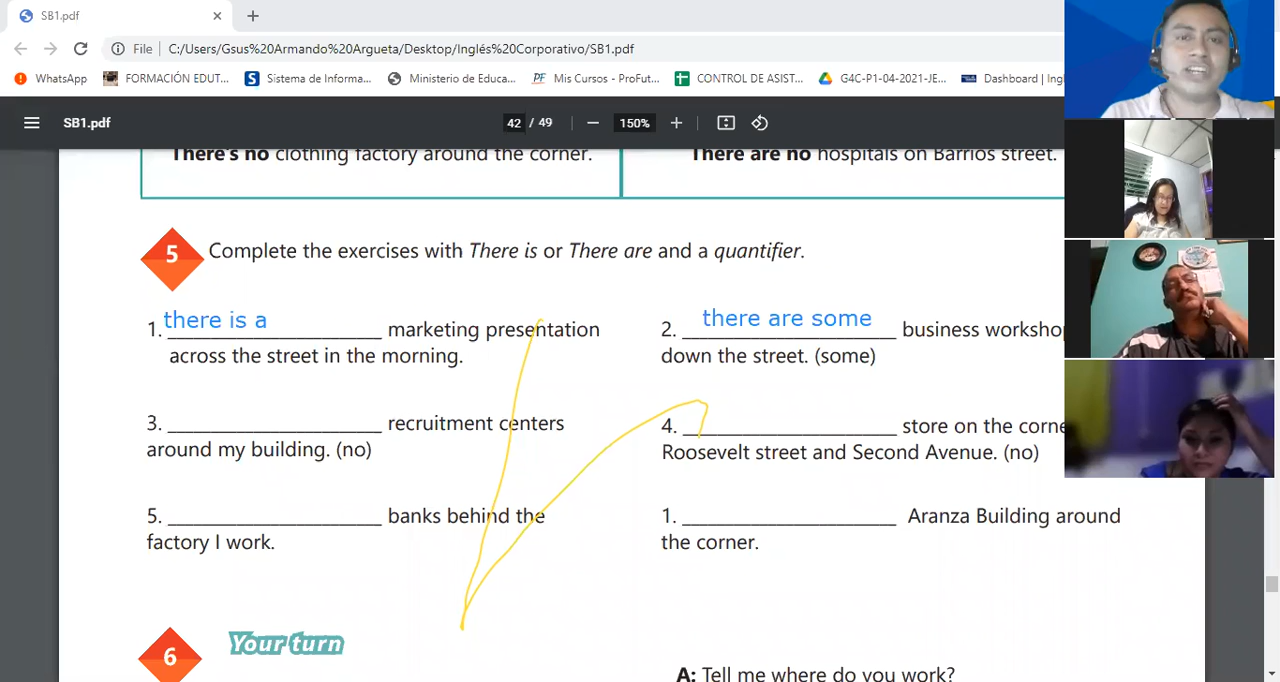 SB1.pdf
File | C:/Users/Gsus%20Armando%20Argueta/Desktop/Inglés%20Corporativo/SB1.pdf
WhatsApp FORMACIÓN EDUT... Sistema de Informa... Ministerio de Educa... Mis Cursos - ProFut... CONTROL DE ASIST... G4C-P1-04-2021-JE... Dashboard | Ingl
SB1.pdf 42 / 49 150%
There's no clothing factory around the corner. There are no hospitals on Barrios street.
5 Complete the exercises with There is or There are and a quantifier.
1. there is a marketing presentation
across the street in the morning.
2. there are some business worksho
down the street. (some)
3. ______________________ recruitment centers
around my building. (no)
4. ______________________ store on the corne
Roosevelt street and Second Avenue. (no)
5. ______________________ banks behind the
factory I work.
1. ______________________ Aranza Building around
the corner.
6 Your turn
A: Tell me where do you work?